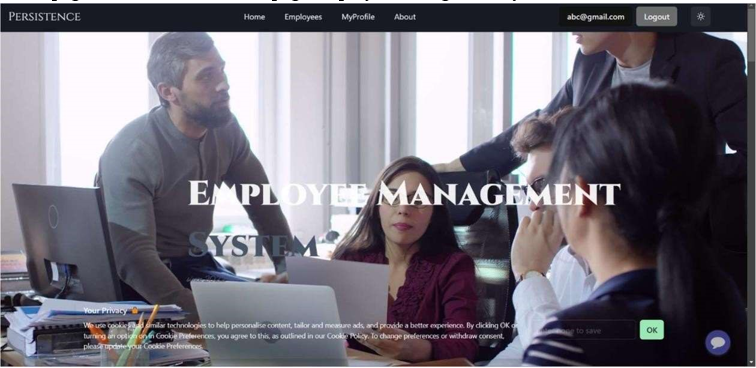 PERSISTENCE
Home Employees MyProfile About
abc@gmail.com Logout
EMPLOYEE MANAGEMENT
SYSTEM
Your Privacy
We use cookies and similar technologies to help personalise content, tailor and measure ads, and provide a better experience. By clicking OK or
turning an option on in Cookie Preferences, you agree to this, as outlined in our Cookie Policy. To change preferences or withdraw consent,
please update your Cookie Preferences.
to save
OK